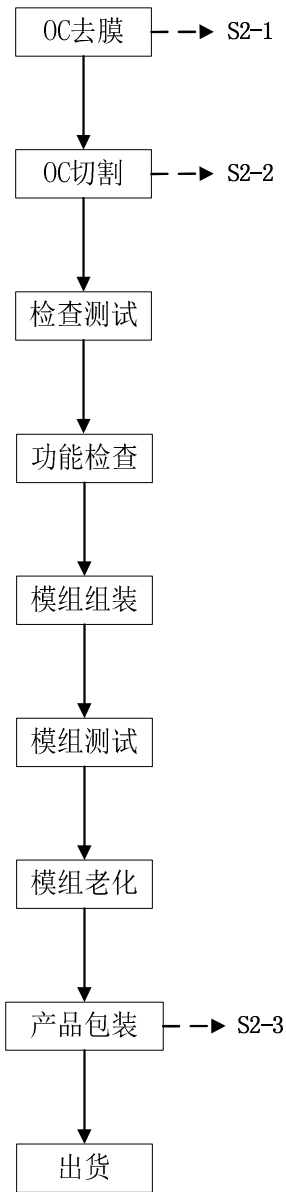 OC去膜 S2-1
OC切割 S2-2
检查测试
功能检查
模组组装
模组测试
模组老化
产品包装 S2-3
出货